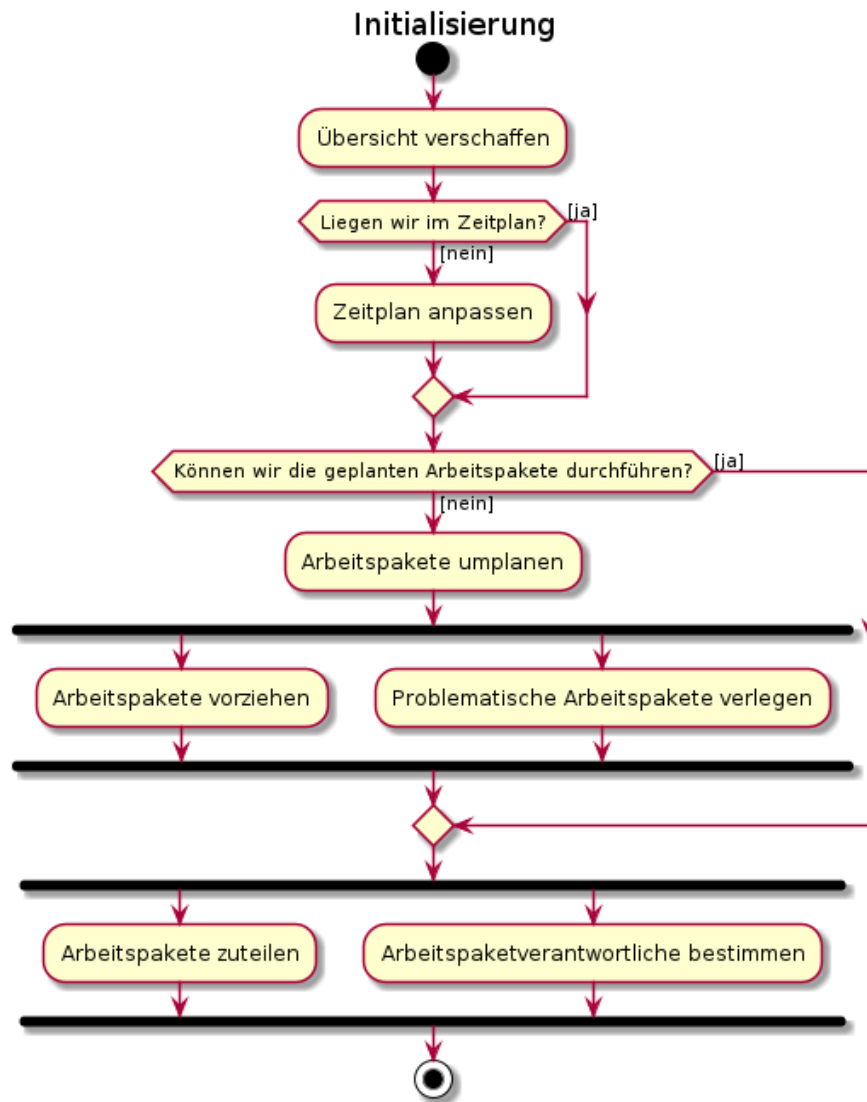 Initialisierung
Übersicht verschaffen
Liegen wir im Zeitplan?
[ja]
[nein]
Zeitplan anpassen
Können wir die geplanten Arbeitspakete durchführen?
[ja]
[nein]
Arbeitspakete umplanen
Arbeitspakete vorziehen
Problematische Arbeitspakete verlegen
Arbeitspakete zuteilen
Arbeitspaketverantwortliche bestimmen